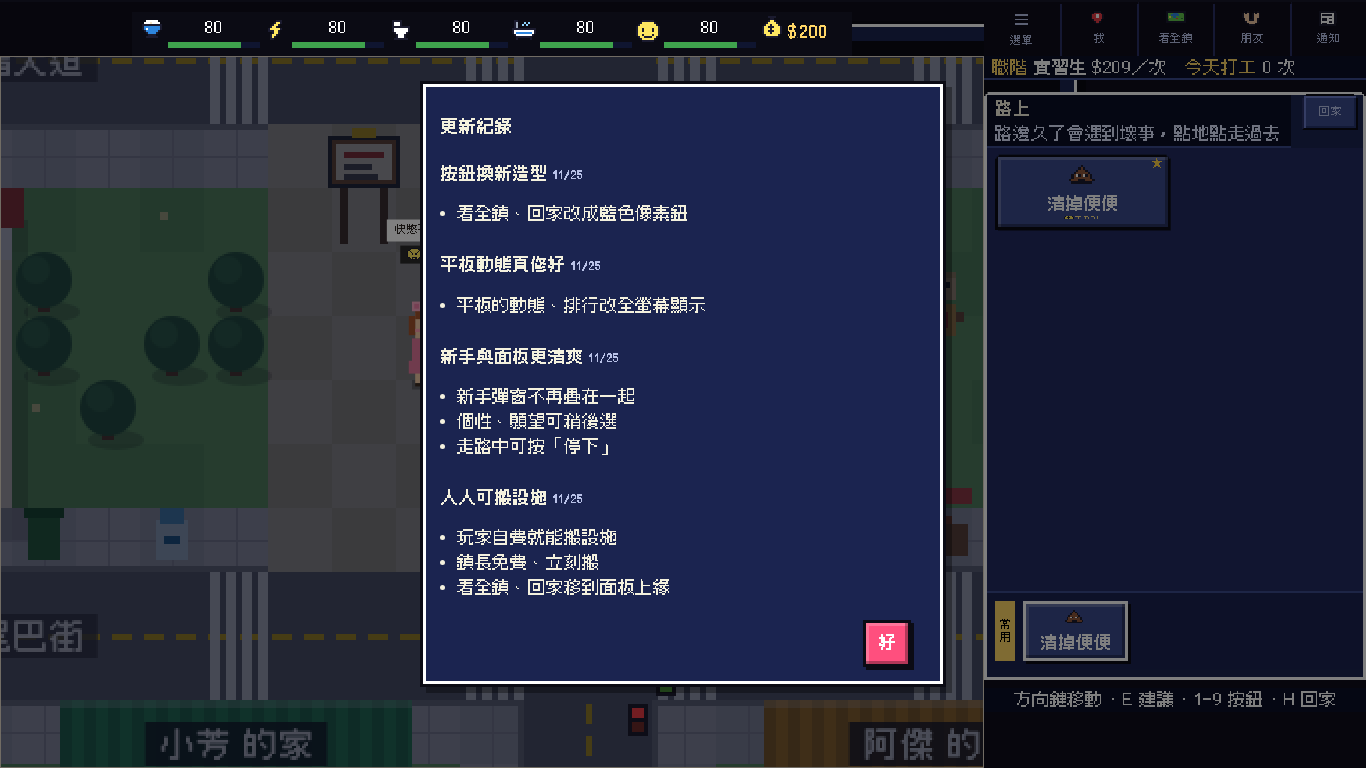 80
80
80
80
80
$200
選單
我
看全鎮
朋友
通知
職階 實習生 $209／次 今天打工 0 次
路上
回家
路邊久了會遇到壞事，點地點走過去
清掉便便
更新紀錄
按鈕換新造型 11/25
• 看全鎮、回家改成藍色像素鈕
平板動態頁修好 11/25
• 平板的動態、排行改全螢幕顯示
新手與面板更清爽 11/25
• 新手彈窗不再疊在一起
• 個性、願望可稍後選
• 走路中可按「停下」
人人可搬設施 11/25
• 玩家自費就能搬設施
• 鎮長免費、立刻搬
• 看全鎮、回家移到面板上緣
好
尾巴街
小芳 的家
阿傑 的
常用
清掉便便
方向鍵移動 · E 建議 · 1-9 按鈕 · H 回家